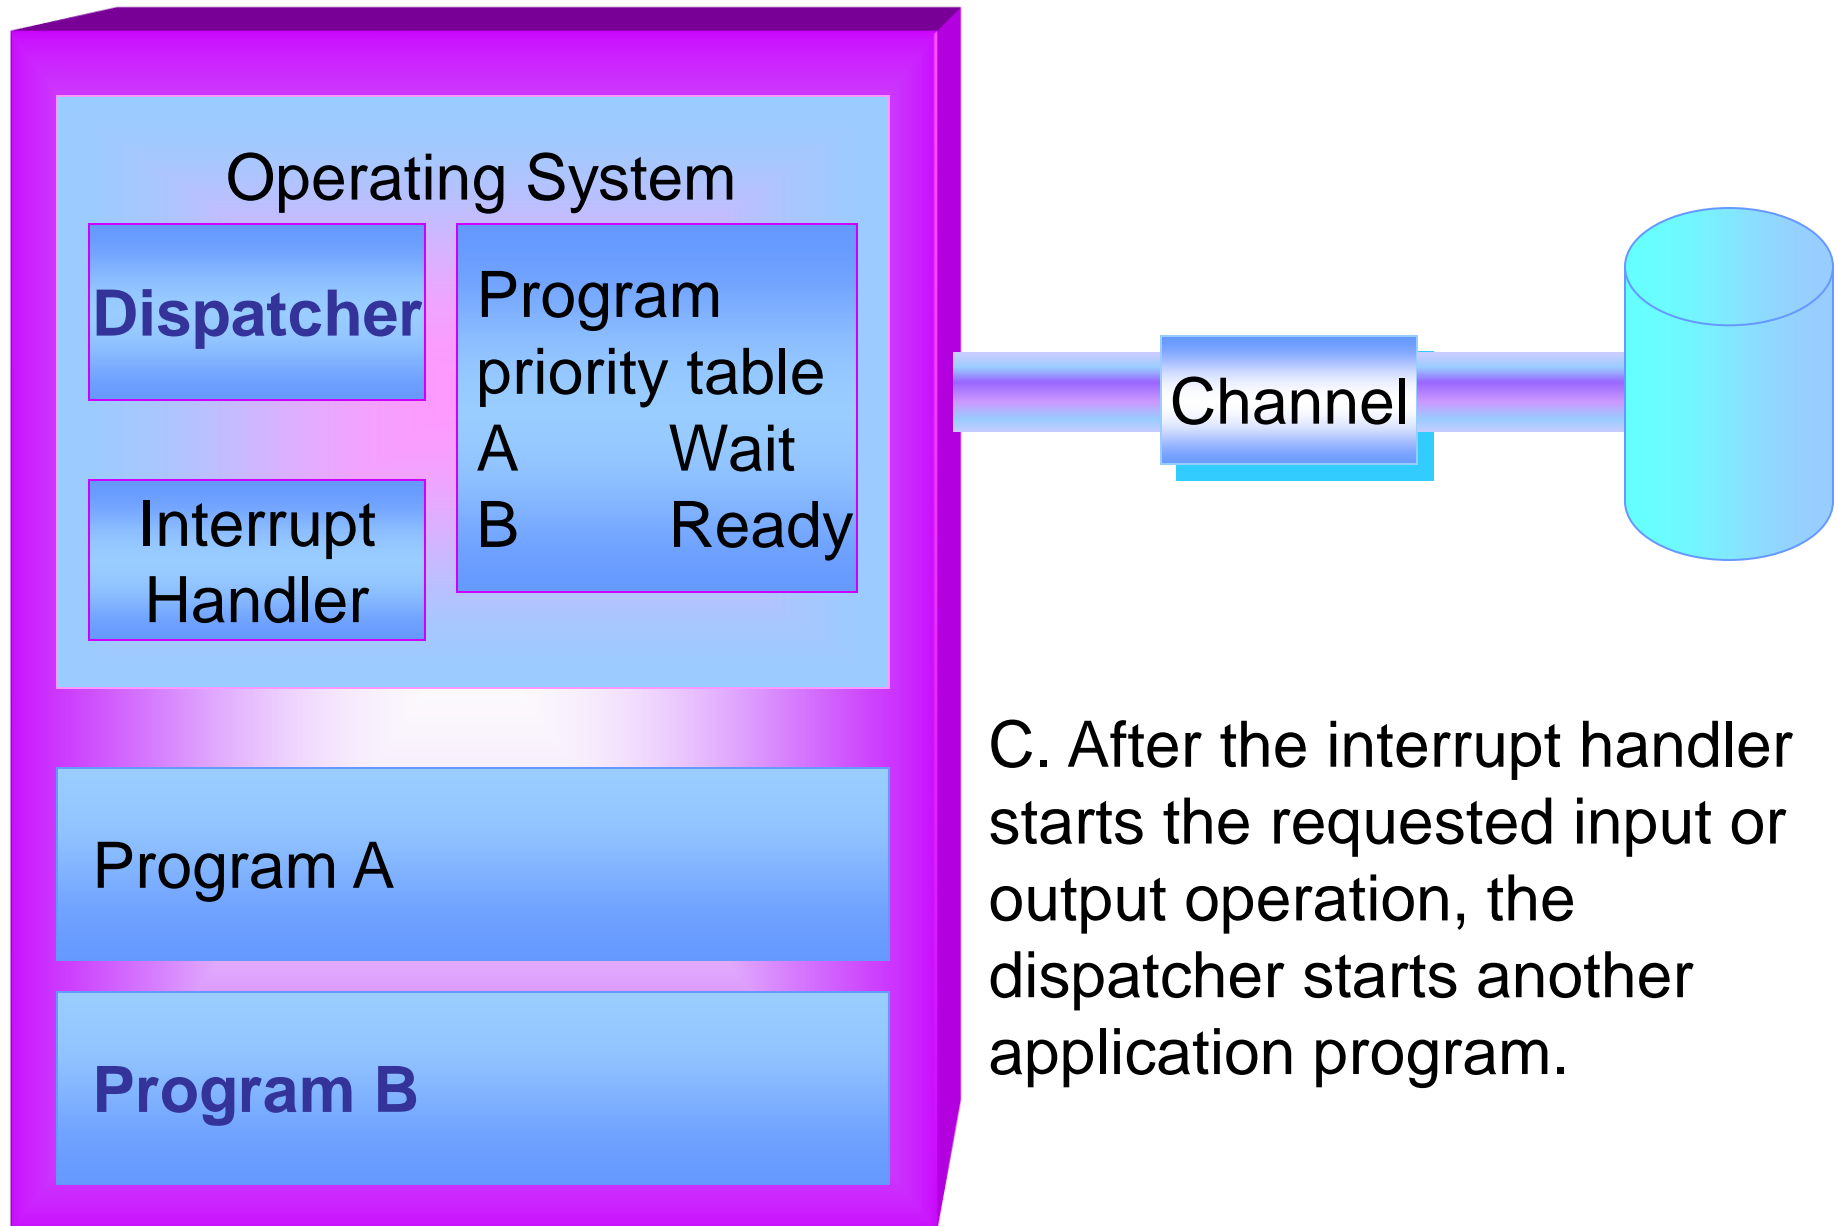 Operating System
Dispatcher
Program
priority table
A Wait
B Ready
Interrupt
Handler
Channel
C. After the interrupt handler
starts the requested input or
output operation, the
dispatcher starts another
application program.
Program A
Program B